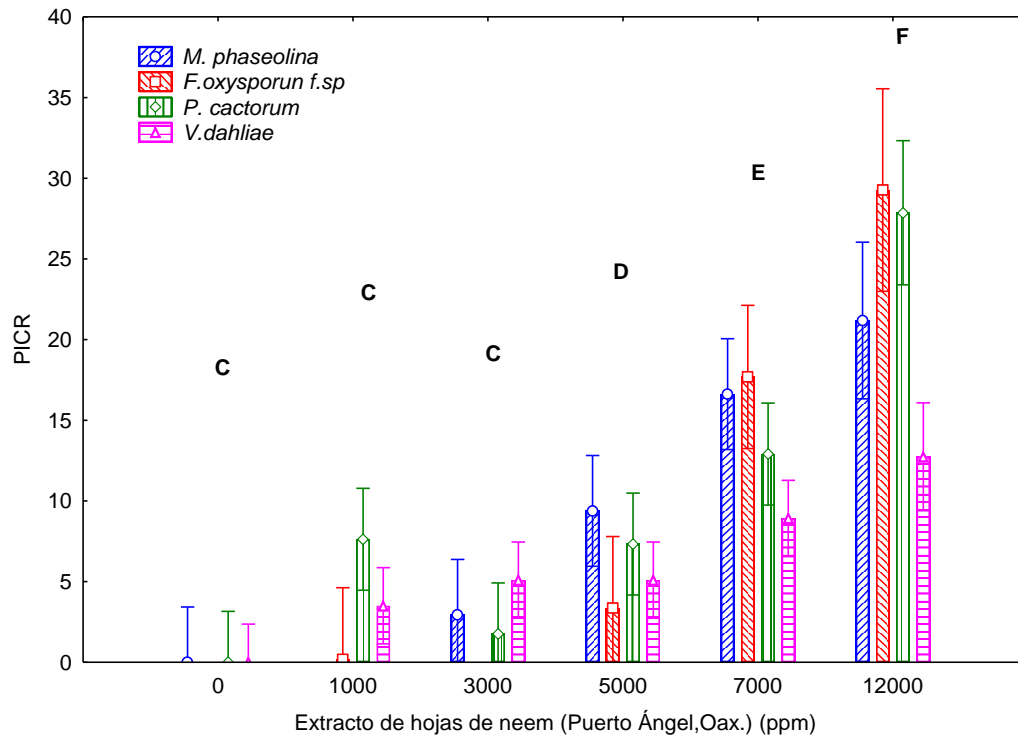 40
35
30
25
20
15
10
5
0
PICR
M. phaseolina
F.oxysporun f.sp
P. cactorum
V.dahliae
C
C
C
D
E
F
0 1000 3000 5000 7000 12000
Extracto de hojas de neem (Puerto Ángel,Oax.) (ppm)